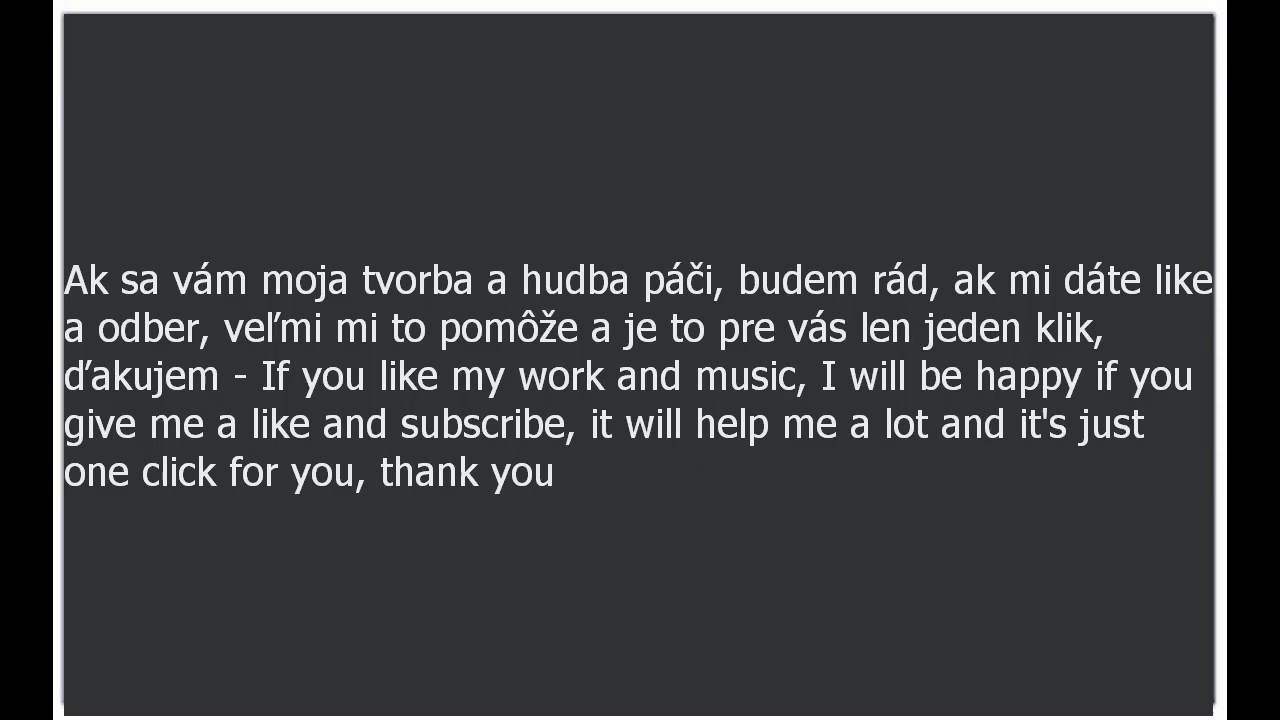 Ak sa vám moja tvorba a hudba páči, budem rád, ak mi dáte like
a odber, veľmi mi to pomôže a je to pre vás len jeden klik,
ďakujem - If you like my work and music, I will be happy if you
give me a like and subscribe, it will help me a lot and it's just
one click for you, thank you